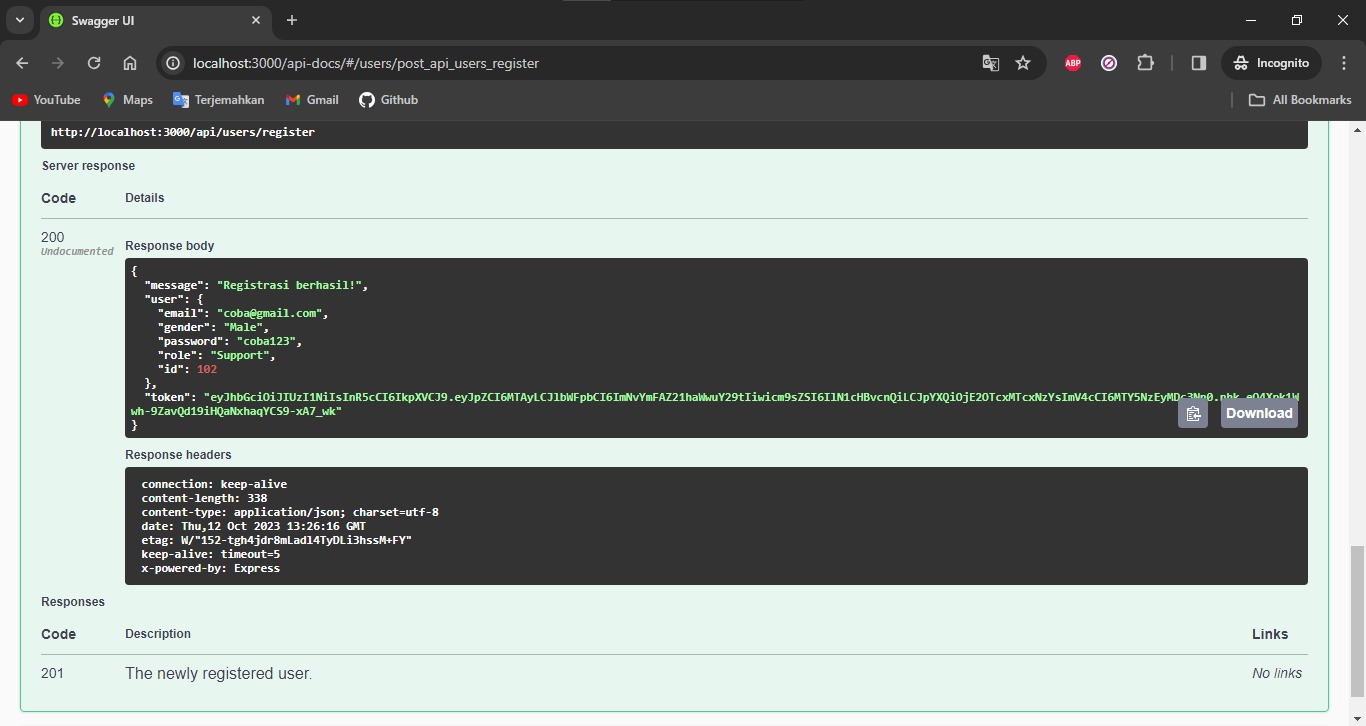 Swagger UI
localhost:3000/api-docs/#/users/post_api_users_register
ABP
Incognito
YouTube Maps Terjemahkan Gmail Github All Bookmarks
http://localhost:3000/api/users/register
Server response
Code Details
200
Undocumented
Response body
{
"message": "Registrasi berhasil!",
"user": {
"email": "coba@gmail.com",
"gender": "Male",
"password": "coba123",
"role": "Support",
"id": 102
},
"token": "eyJhbGciOiJIUzI1NiIsInR5cCI6IkpXVCJ9.eyJpZCI6MTAyLCJlbWFpbCI6ImNvYmFAZ21haWwuY29tIiwicm9sZSI6IlN1cHBvcnQiLCJpYXQiOjE2OTcxMTcxNzYsImV4cCI6MTY5NzEyMDc3Nn0
wh-9ZavQd19iHQaNxhaqYCS9-xA7_wk"
}
Download
Response headers
connection: keep-alive
content-length: 338
content-type: application/json; charset=utf-8
date: Thu,12 Oct 2023 13:26:16 GMT
etag: W/"152-tgh4jdr8mLadl4TyDLi3hssM+FY"
keep-alive: timeout=5
x-powered-by: Express
Responses
Code Description Links
201 The newly registered user. No links